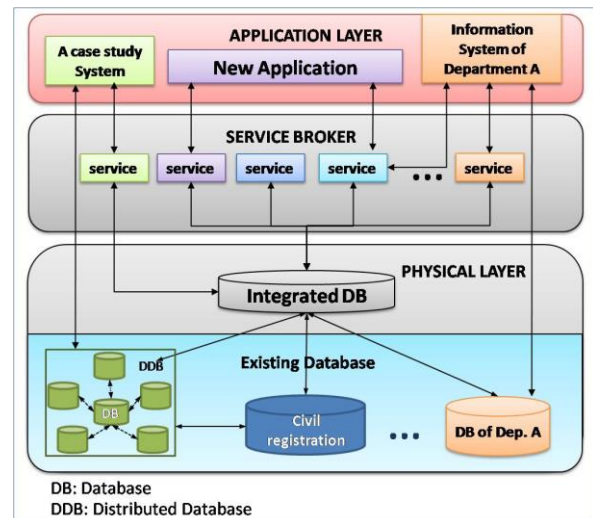 APPLICATION LAYER
A case study
System
New Application
Information
System of
Department A
SERVICE BROKER
service
service
service
service
...
service
PHYSICAL LAYER
Integrated DB
Existing Database
DDB
DB
Civil
registration
...
DB of Dep. A
DB: Database
DDB: Distributed Database